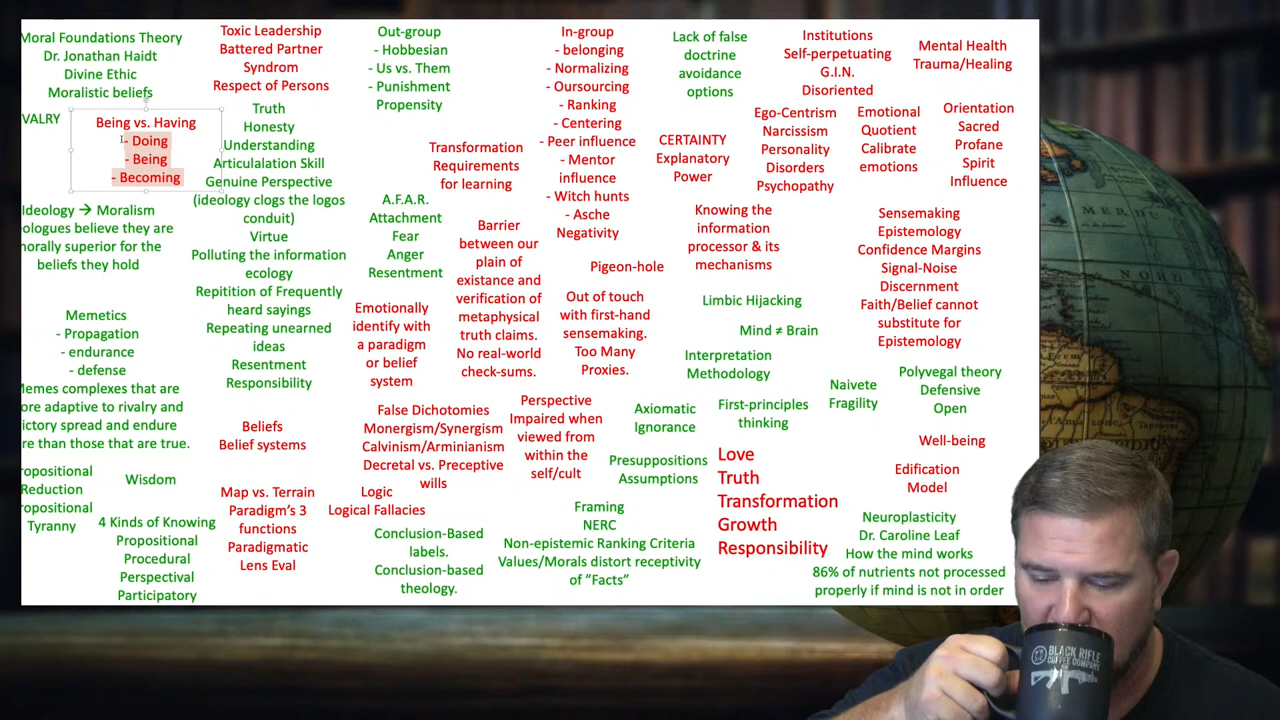 Moral Foundations Theory
Dr. Jonathan Haidt
Divine Ethic
Moralistic beliefs
VALRY
Being vs. Having
- Doing
- Being
- Becoming
Ideology → Moralism
ologues believe they are
norally superior for the
beliefs they hold
Memetics
- Propagation
- endurance
- defense
Memes complexes that are
ore adaptive to rivalry and
ictory spread and endure
re than those that are true.
ropositional
Reduction
ropositional
Tyranny
Wisdom
4 Kinds of Knowing
Propositional
Procedural
Perspectival
Participatory
Toxic Leadership
Battered Partner
Syndrom
Respect of Persons
Truth
Honesty
Understanding
Articulalation Skill
Genuine Perspective
(ideology clogs the logos
conduit)
Virtue
Polluting the information
ecology
Repitition of Frequently
heard sayings
Repeating unearned
ideas
Resentment
Responsibility
Beliefs
Belief systems
Map vs. Terrain
Paradigm's 3
functions
Paradigmatic
Lens Eval
Out-group
- Hobbesian
- Us vs. Them
- Punishment
Propensity
A.F.A.R.
Attachment
Fear
Anger
Resentment
Emotionally
identify with
a paradigm
or belief
system
False Dichotomies
Monergism/Synergism
Calvinism/Arminianism
Decretal vs. Preceptive
wills
Logic
Logical Fallacies
Conclusion-Based
labels.
Conclusion-based
theology.
Transformation
Requirements
for learning
Barrier
between our
plain of
existance and
verification of
metaphysical
truth claims.
No real-world
check-sums.
In-group
- belonging
- Normalizing
- Oursourcing
- Ranking
- Centering
- Peer influence
- Mentor
influence
- Witch hunts
- Asche
Negativity
Pigeon-hole
Out of touch
with first-hand
sensemaking.
Too Many
Proxies.
Perspective
Impaired when
viewed from
within the
self/cult
Framing
NERC
Non-epistemic Ranking Criteria
Values/Morals distort receptivity
of "Facts"
Lack of false
doctrine
avoidance
options
CERTAINTY
Explanatory
Power
Knowing the
information
processor & its
mechanisms
Limbic Hijacking
Mind ≠ Brain
Interpretation
Methodology
Axiomatic
Ignorance
First-principles
thinking
Presuppositions
Assumptions
Love
Truth
Transformation
Growth
Responsibility
Institutions
Self-perpetuating
G.I.N.
Disoriented
Ego-Centrism
Narcissism
Personality
Disorders
Psychopathy
Emotional
Quotient
Calibrate
emotions
Mental Health
Trauma/Healing
Orientation
Sacred
Profane
Spirit
Influence
Sensemaking
Epistemology
Confidence Margins
Signal-Noise
Discernment
Faith/Belief cannot
substitute for
Epistemology
Naivete
Fragility
Polyvegal theory
Defensive
Open
Well-being
Edification
Model
Neuroplasticity
Dr. Caroline Leaf
How the mind works
86% of nutrients not processed
properly if mind is not in order
MERDU
NORD
BLACK RIFLE
COFFEE COMPANY